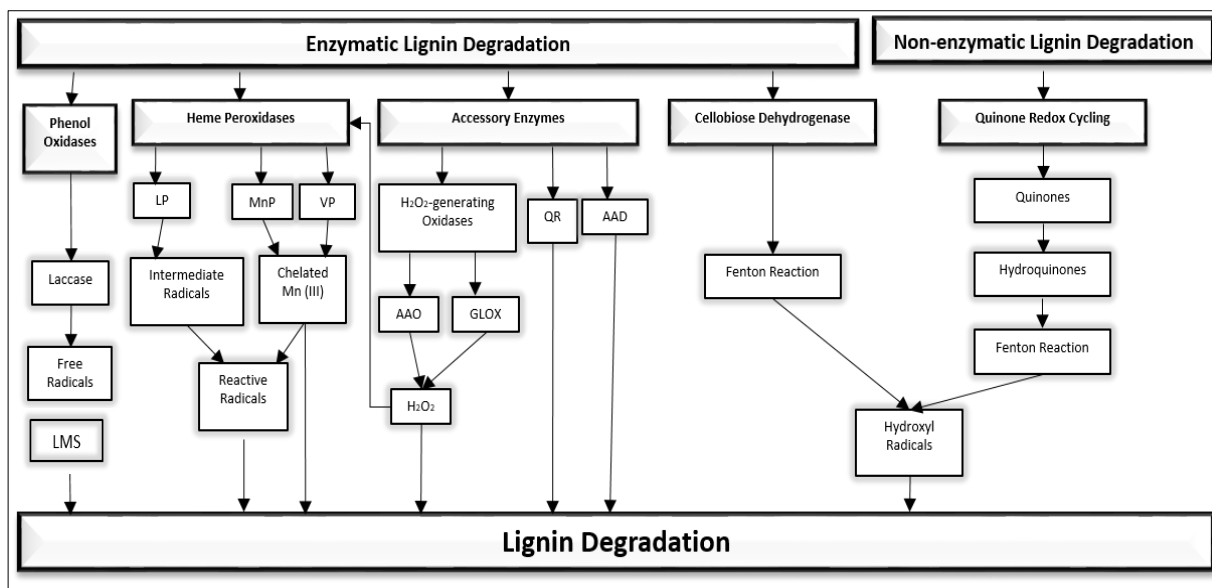 Enzymatic Lignin Degradation
Non-enzymatic Lignin Degradation
Phenol
Oxidases
Heme Peroxidases
Accessory Enzymes
Cellobiose Dehydrogenase
Quinone Redox Cycling
LP
MnP
VP
H₂O₂-generating
Oxidases
QR
AAD
Quinones
Laccase
Intermediate
Radicals
Chelated
Mn (III)
Fenton Reaction
Hydroquinones
AAO
GLOX
Free
Radicals
Reactive
Radicals
H₂O₂
Fenton Reaction
LMS
Hydroxyl
Radicals
Lignin Degradation